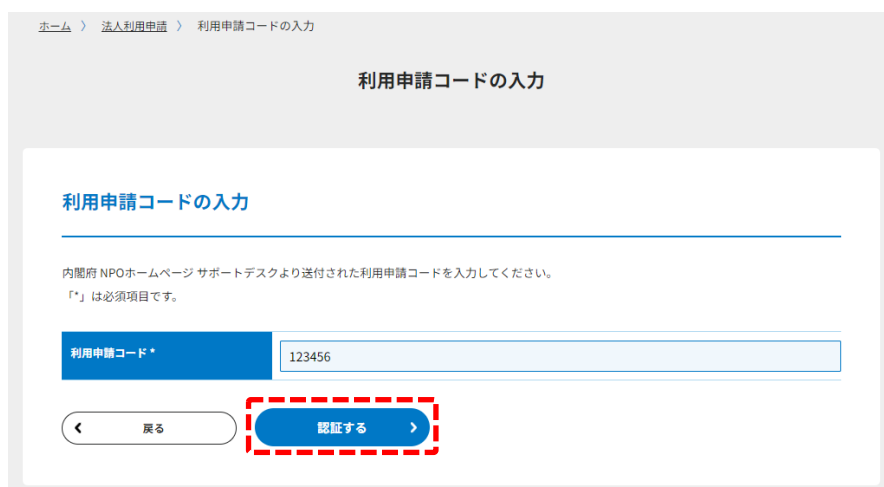 ホーム 〉 法人利用申請 〉 利用申請コードの入力
利用申請コードの入力
利用申請コードの入力
内閣府 NPOホームページ サポートデスクより送付された利用申請コードを入力してください。
「*」は必須項目です。
利用申請コード * 123456
戻る 認証する